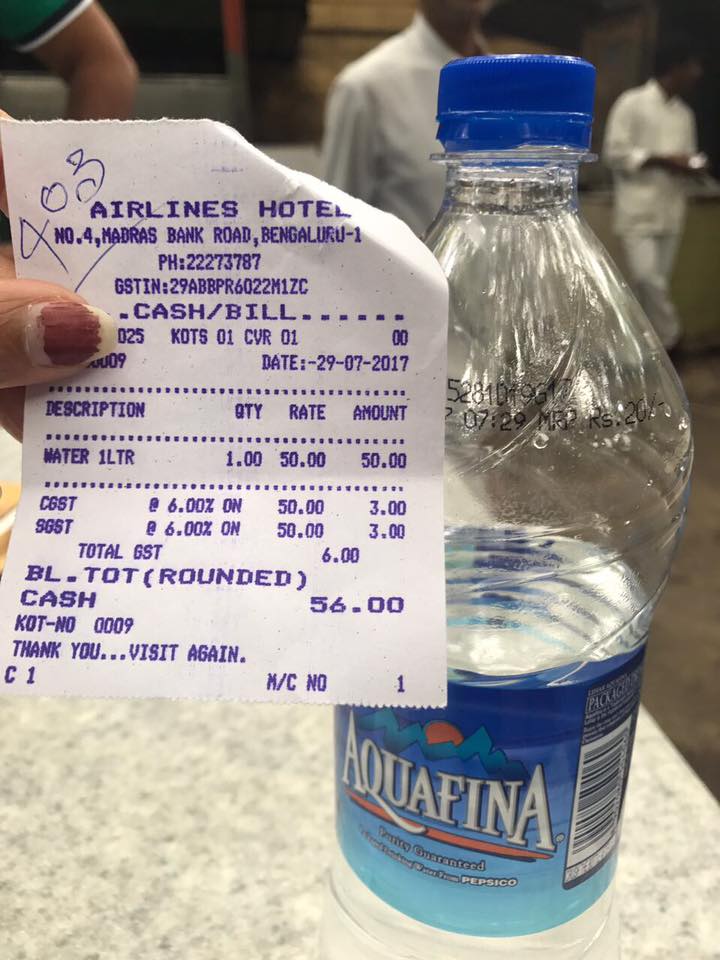 403
AIRLINES HOTEL
NO.4,MADRAS BANK ROAD,BENGALURU-1
PH:22273787
GSTIN:29ABBPR6022M1ZC
.CASH/BILL......
025 KOTS 01 CVR 01 00
0009 DATE:-29-07-2017
DESCRIPTION QTY RATE AMOUNT
WATER 1LTR 1.00 50.00 50.00
CGST @ 6.00% ON 50.00 3.00
SGST @ 6.00% ON 50.00 3.00
TOTAL GST 6.00
BL.TOT(ROUNDED)
CASH 56.00
KOT-NO 0009
THANK YOU...VISIT AGAIN.
C 1 M/C NO 1
07:29 MRP Rs.20/-
AQUAFINA
Purity Guaranteed
Drinking Water From PEPSICO